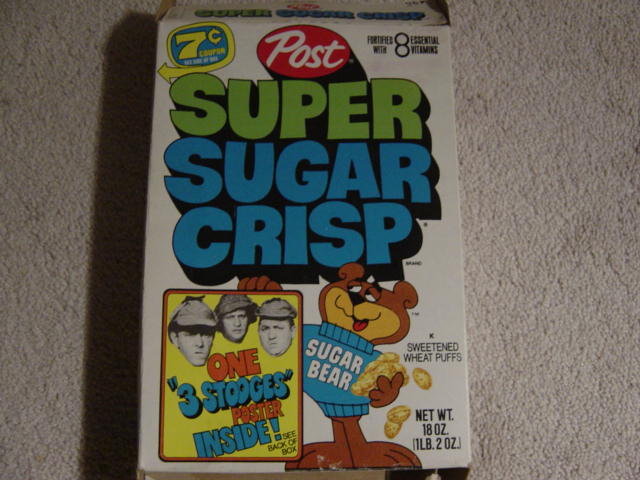 SUPER SUGAR CRISP
7¢
COUPON
SEE SIDE OF BOX
Post®
FORTIFIED WITH 8 ESSENTIAL VITAMINS
SUPER
SUGAR
CRISP®
BRAND
™
SUGAR
BEAR
K
SWEETENED
WHEAT PUFFS
ONE
"3 STOOGES"
POSTER
INSIDE!
SEE
BACK OF
BOX
NET WT.
18 OZ.
(1 LB. 2 OZ.)